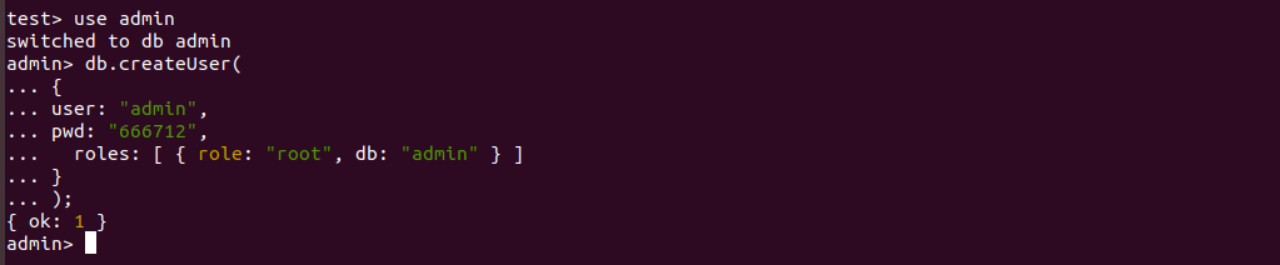 test> use admin
switched to db admin
admin> db.createUser(
... {
... user: "admin",
... pwd: "666712",
...   roles: [ { role: "root", db: "admin" } ]
... }
... );
{ ok: 1 }
admin>